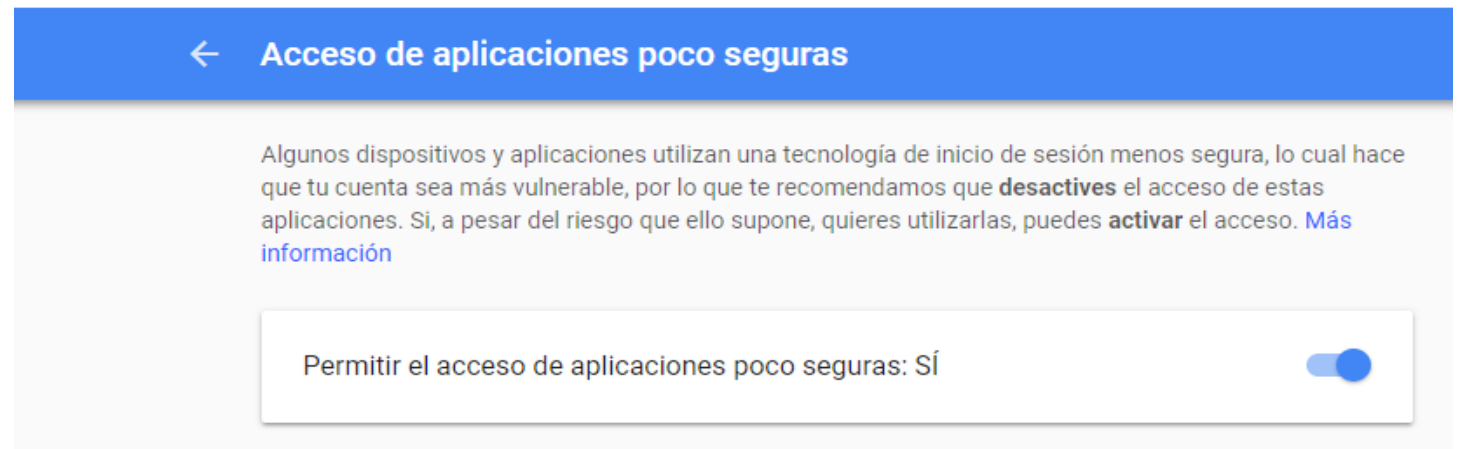 Acceso de aplicaciones poco seguras
Algunos dispositivos y aplicaciones utilizan una tecnología de inicio de sesión menos segura, lo cual hace
que tu cuenta sea más vulnerable, por lo que te recomendamos que desactives el acceso de estas
aplicaciones. Si, a pesar del riesgo que ello supone, quieres utilizarlas, puedes activar el acceso. Más
información
Permitir el acceso de aplicaciones poco seguras: SÍ